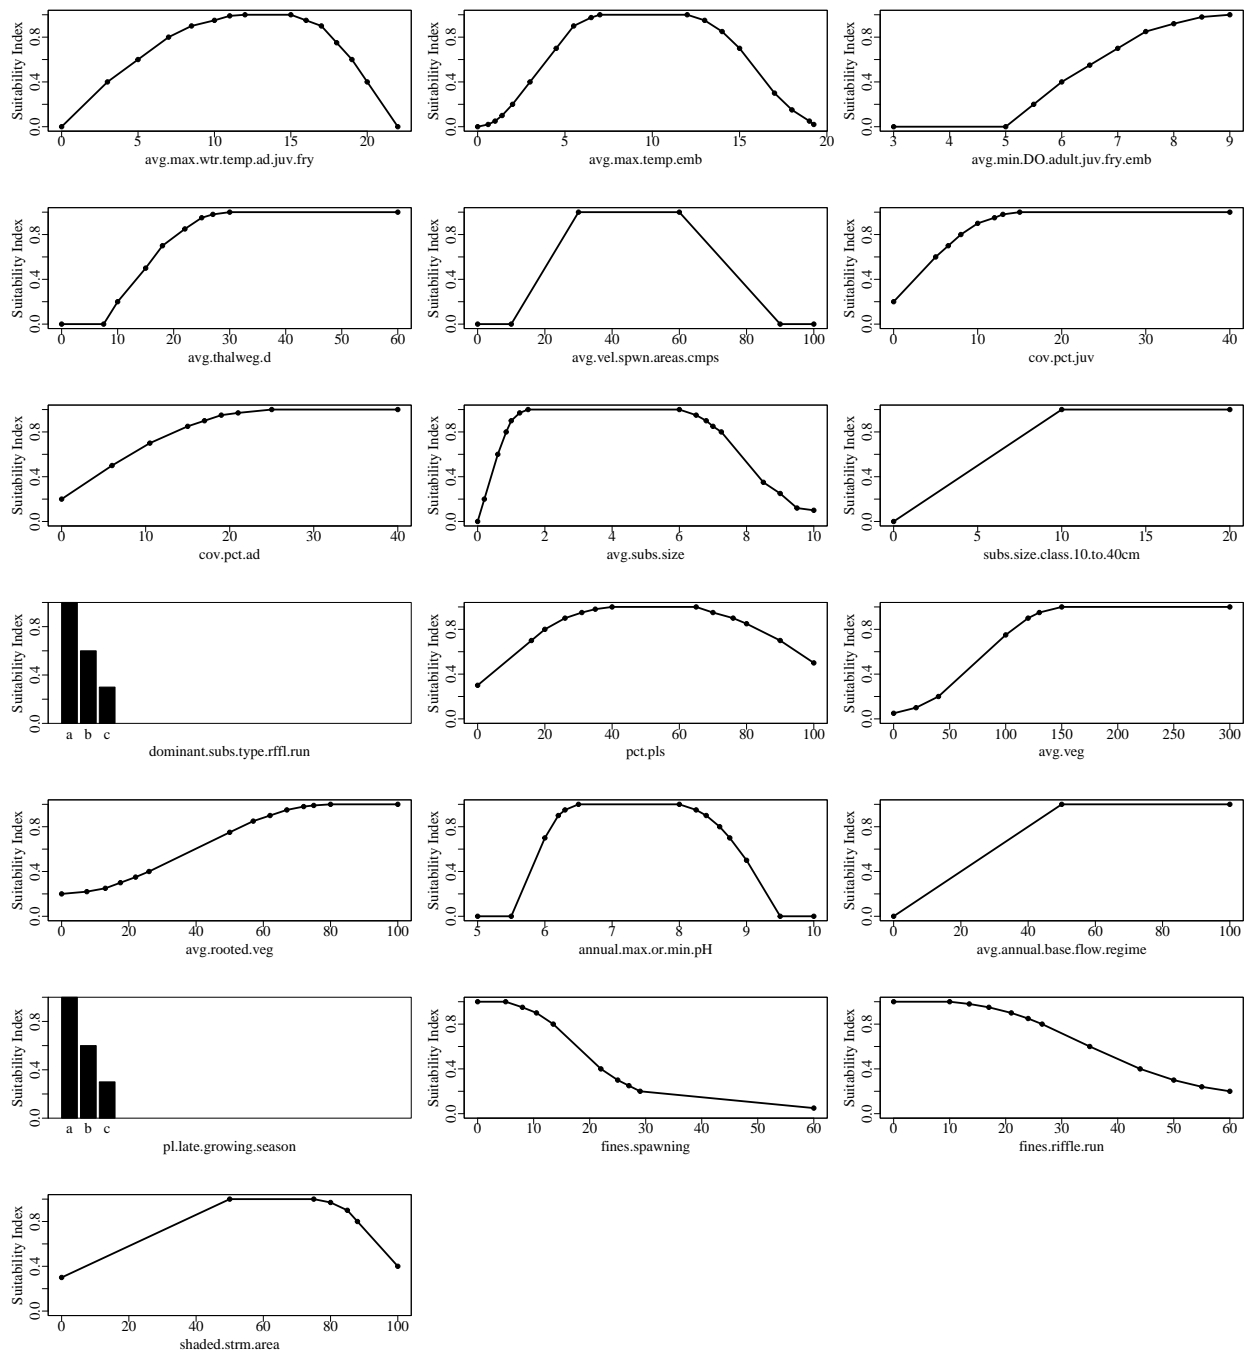 Suitability Index
0.0 0.4 0.8
0 5 10 15 20
avg.max.wtr.temp.ad.juv.fry
Suitability Index
0.0 0.4 0.8
0 5 10 15 20
avg.max.temp.emb
Suitability Index
0.0 0.4 0.8
3 4 5 6 7 8 9
avg.min.DO.adult.juv.fry.emb
Suitability Index
0.0 0.4 0.8
0 10 20 30 40 50 60
avg.thalweg.d
Suitability Index
0.0 0.4 0.8
0 20 40 60 80 100
avg.vel.spwn.areas.cmps
Suitability Index
0.0 0.4 0.8
0 10 20 30 40
cov.pct.juv
Suitability Index
0.0 0.4 0.8
0 10 20 30 40
cov.pct.ad
Suitability Index
0.0 0.4 0.8
0 2 4 6 8 10
avg.subs.size
Suitability Index
0.0 0.4 0.8
0 5 10 15 20
subs.size.class.10.to.40cm
Suitability Index
0.0 0.4 0.8
a b c
dominant.subs.type.rffl.run
Suitability Index
0.0 0.4 0.8
0 20 40 60 80 100
pct.pls
Suitability Index
0.0 0.4 0.8
0 50 100 150 200 250 300
avg.veg
Suitability Index
0.0 0.4 0.8
0 20 40 60 80 100
avg.rooted.veg
Suitability Index
0.0 0.4 0.8
5 6 7 8 9 10
annual.max.or.min.pH
Suitability Index
0.0 0.4 0.8
0 20 40 60 80 100
avg.annual.base.flow.regime
Suitability Index
0.0 0.4 0.8
a b c
pl.late.growing.season
Suitability Index
0.0 0.4 0.8
0 10 20 30 40 50 60
fines.spawning
Suitability Index
0.0 0.4 0.8
0 10 20 30 40 50 60
fines.riffle.run
Suitability Index
0.0 0.4 0.8
0 20 40 60 80 100
shaded.strm.area